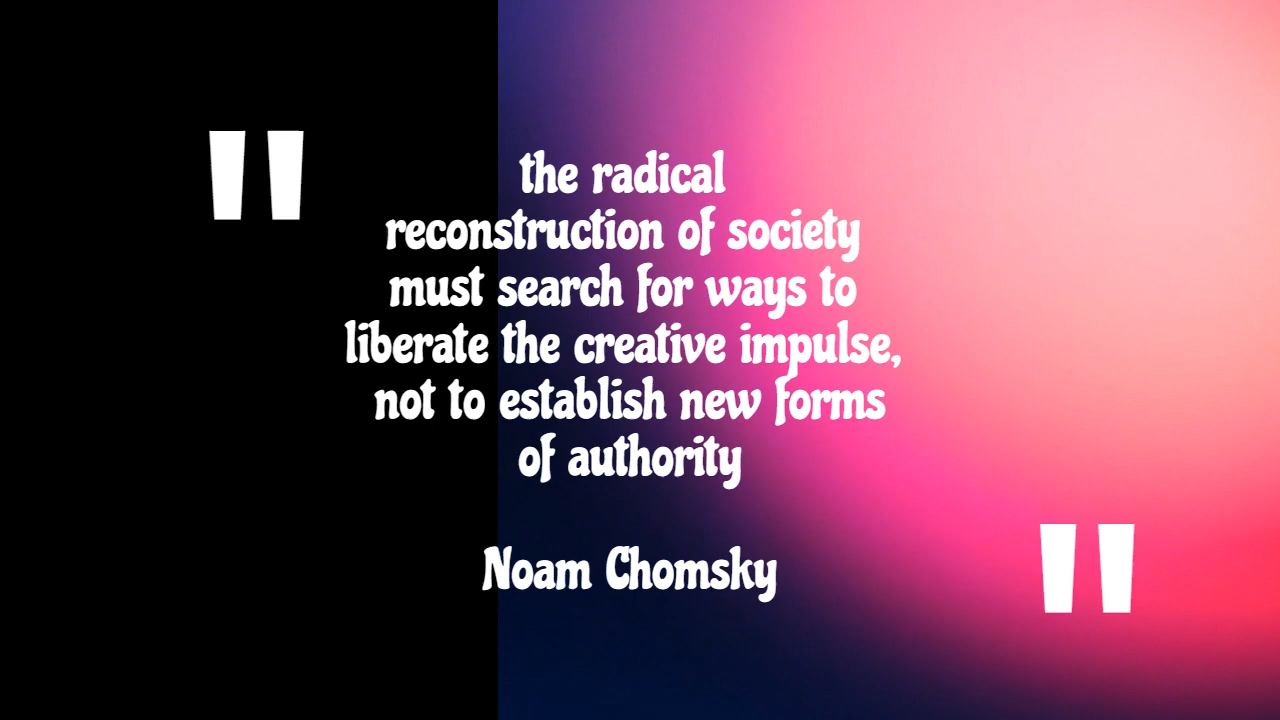 "
the radical
reconstruction of society
must search for ways to
liberate the creative impulse,
not to establish new forms
of authority
Noam Chomsky
"